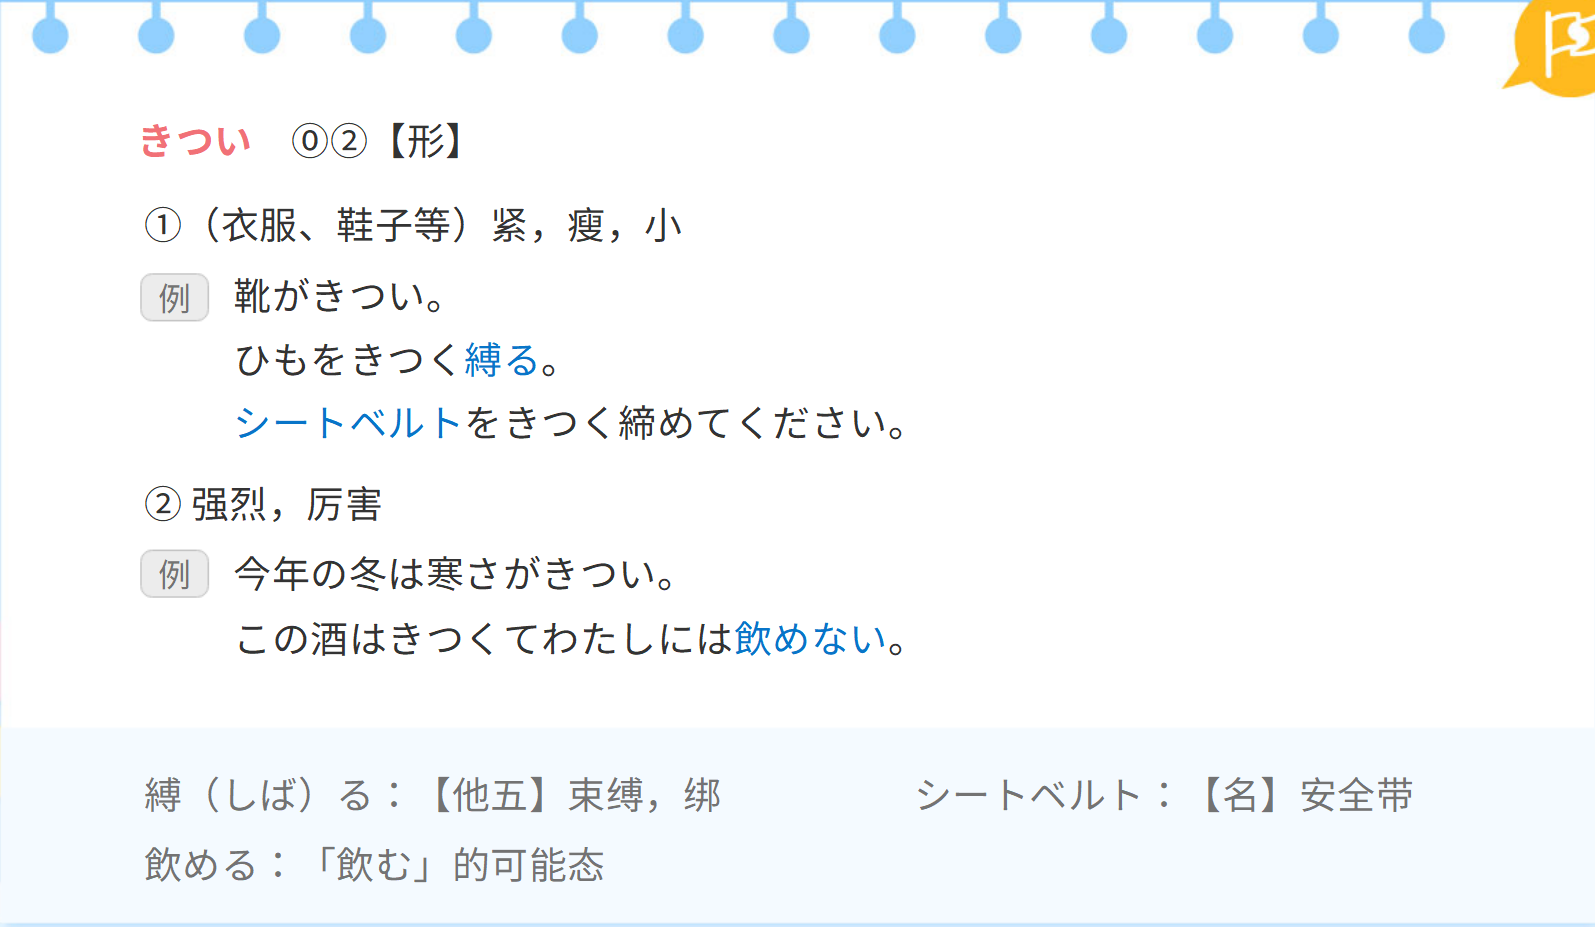 きつい ⓪②【形】
①（衣服、鞋子等）紧，瘦，小
例 靴がきつい。
ひもをきつく縛る。
シートベルトをきつく締めてください。
② 强烈，厉害
例 今年の冬は寒さがきつい。
この酒はきつくてわたしには飲めない。
縛（しば）る：【他五】束缚，绑 シートベルト：【名】安全带
飲める：「飲む」的可能态